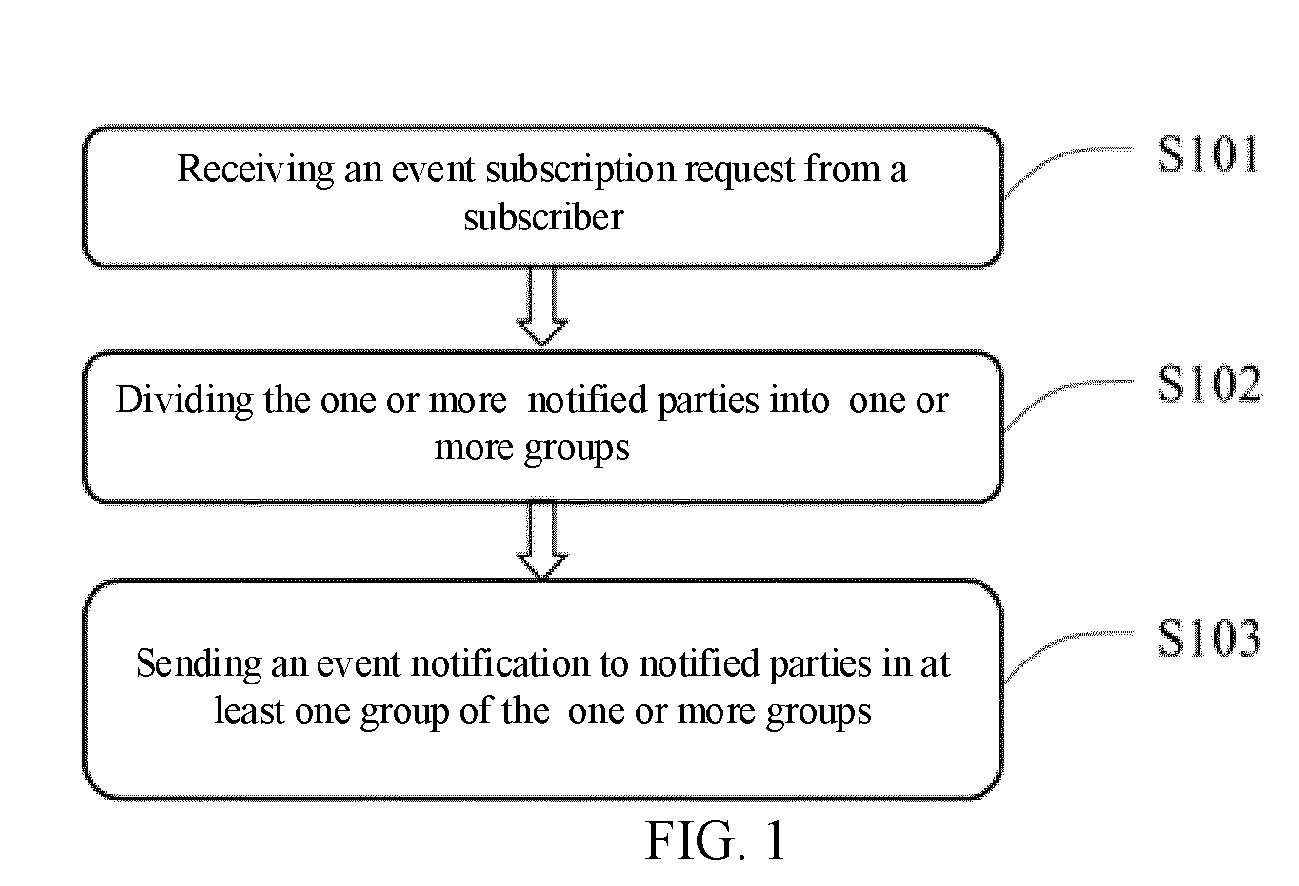 Receiving an event subscription request from a
subscriber
S101
Dividing the one or more notified parties into one or
more groups
S102
Sending an event notification to notified parties in at
least one group of the one or more groups
S103
FIG. 1